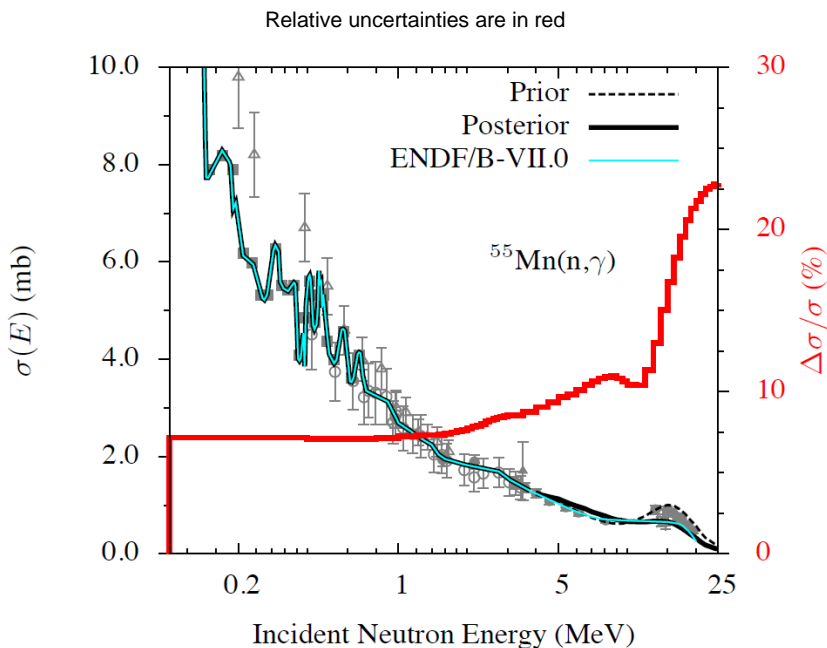 Relative uncertainties are in red
10.0
8.0
6.0
4.0
2.0
0.0
σ(E) (mb)
Prior
Posterior
ENDF/B-VII.0
⁵⁵Mn(n,γ)
30
20
10
0
Δσ/σ (%)
0.2
1
5
25
Incident Neutron Energy (MeV)